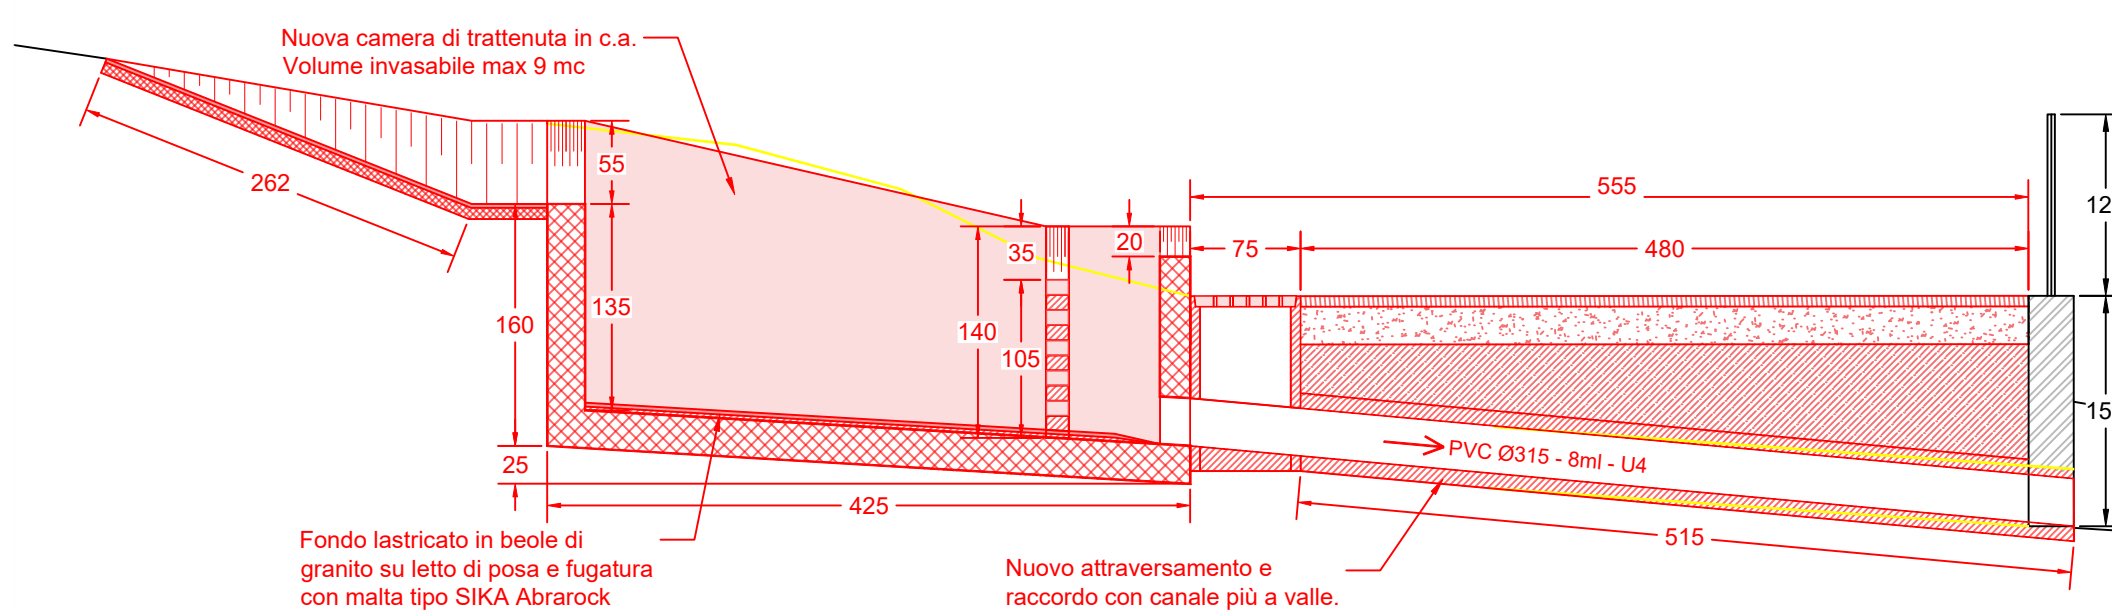 Nuova camera di trattenuta in c.a.
Volume invasabile max 9 mc
262
55
135
160
25
425
140
35
105
20
75
555
480
12
15
PVC Ø315 - 8ml - U4
515
Fondo lastricato in beole di
granito su letto di posa e fugatura
con malta tipo SIKA Abrarock
Nuovo attraversamento e
raccordo con canale più a valle.